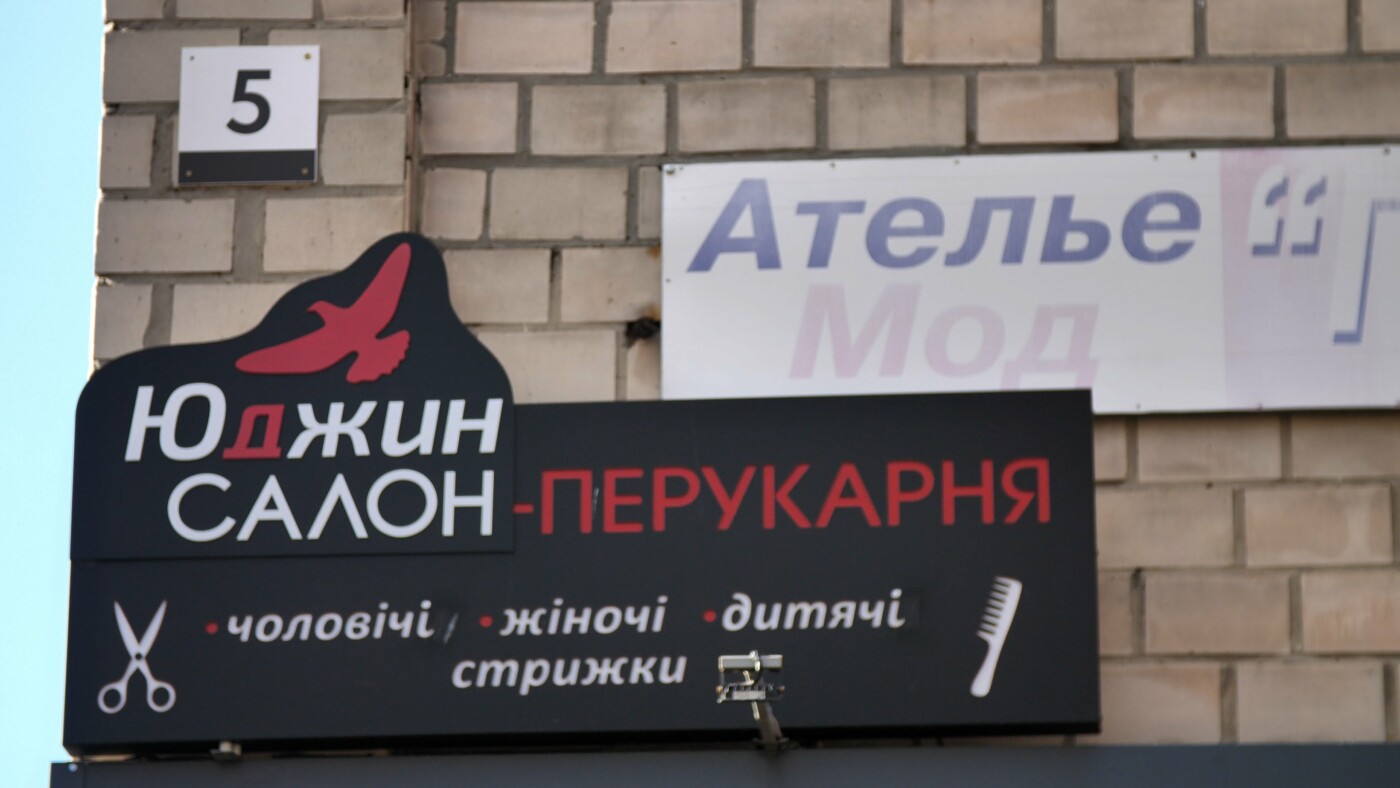 5
Ателье “
Мод
Юджин
САЛОН-ПЕРУКАРНЯ
•чоловічі •жіночі •дитячі
стрижки